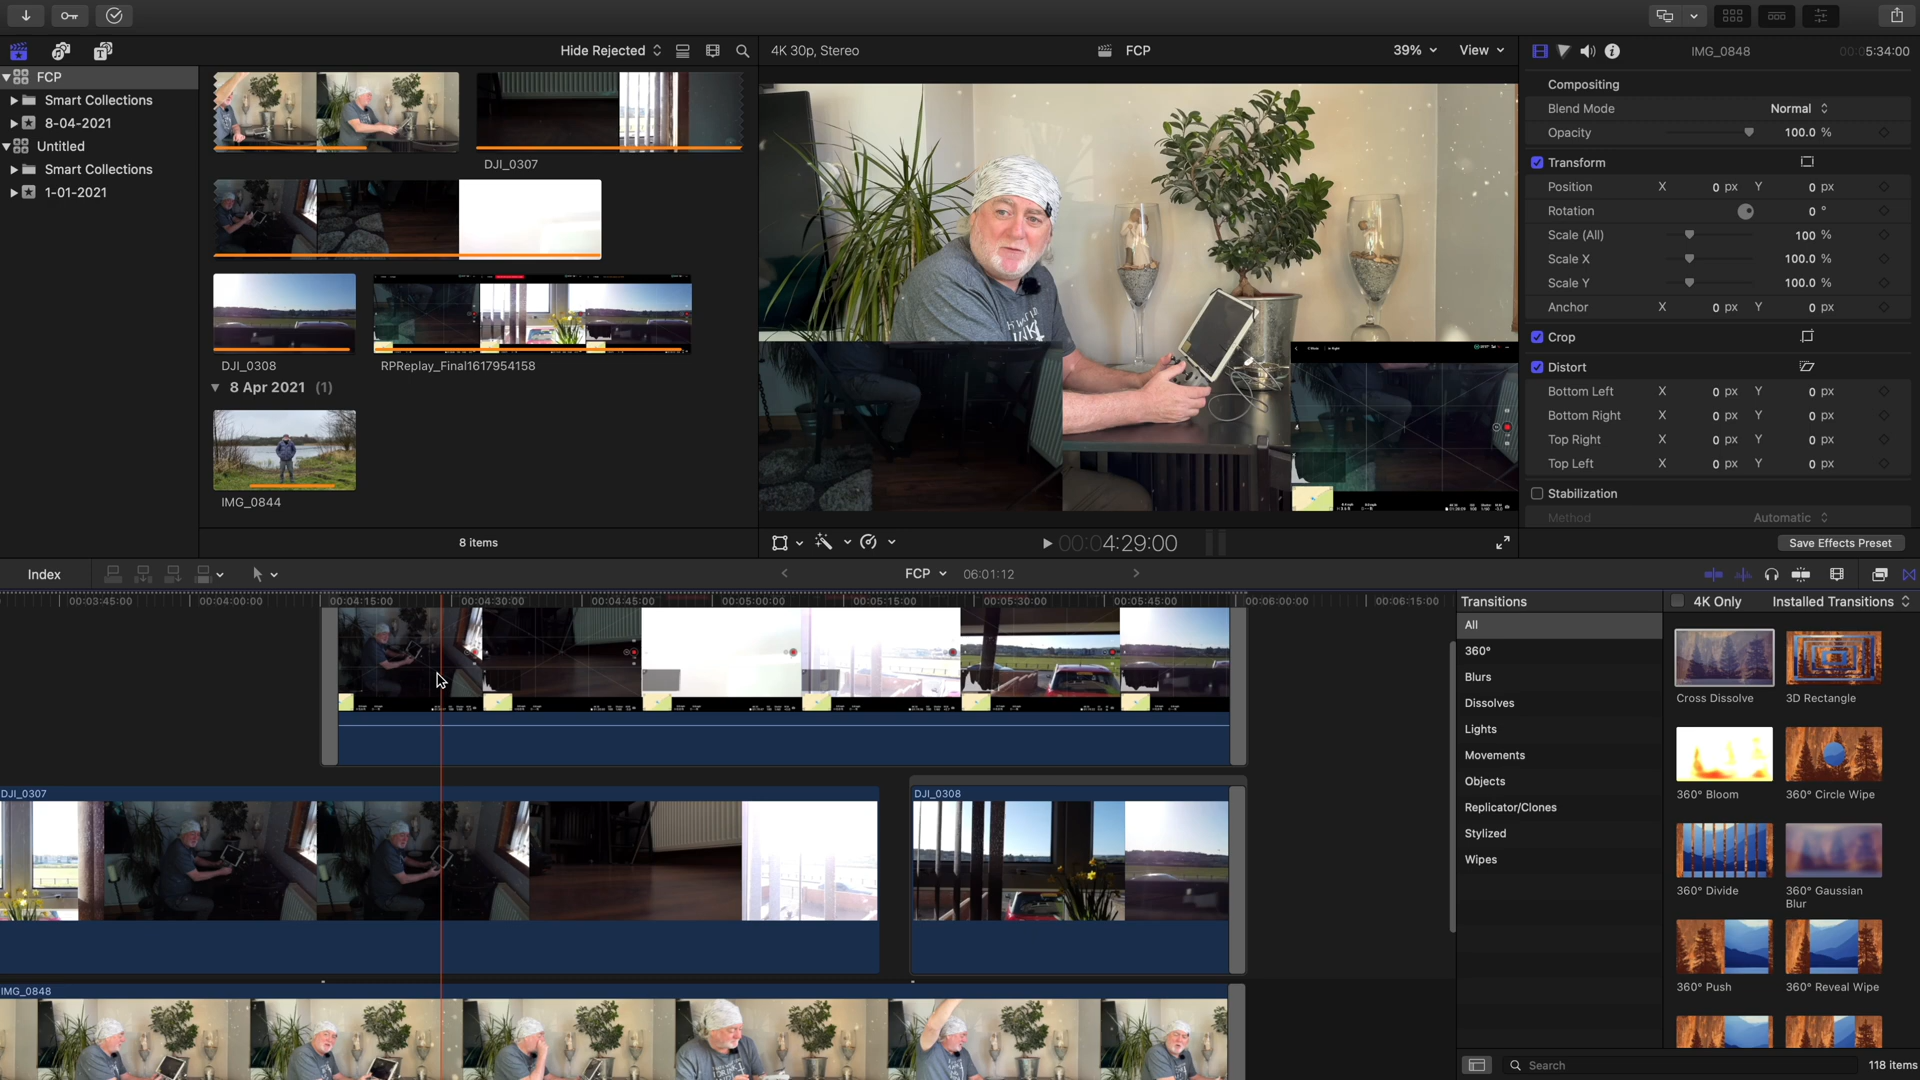 Hide Rejected
4K 30p, Stereo
FCP
39%
View
IMG_0848
00:05:34:00
FCP
Smart Collections
8-04-2021
Untitled
Smart Collections
1-01-2021
DJI_0307
DJI_0308
RPReplay_Final1617954158
8 Apr 2021 (1)
IMG_0844
8 items
00:04:29:00
Compositing
Blend Mode Normal
Opacity 100.0 %
Transform
Position X 0 px Y 0 px
Rotation 0 °
Scale (All) 100 %
Scale X 100.0 %
Scale Y 100.0 %
Anchor X 0 px Y 0 px
Crop
Distort
Bottom Left X 0 px Y 0 px
Bottom Right X 0 px Y 0 px
Top Right X 0 px Y 0 px
Top Left X 0 px Y 0 px
Stabilization
Method Automatic
Save Effects Preset
Index
FCP 06:01:12
00:03:45:00 00:04:00:00 00:04:15:00 00:04:30:00 00:04:45:00 00:05:00:00 00:05:15:00 00:05:30:00 00:05:45:00 00:06:00:00 00:06:15:00
DJI_0307
DJI_0308
IMG_0848
Transitions
4K Only
Installed Transitions
All
360°
Blurs
Dissolves
Lights
Movements
Objects
Replicator/Clones
Stylized
Wipes
Cross Dissolve
3D Rectangle
360° Bloom
360° Circle Wipe
360° Divide
360° Gaussian
Blur
360° Push
360° Reveal Wipe
Search
118 items